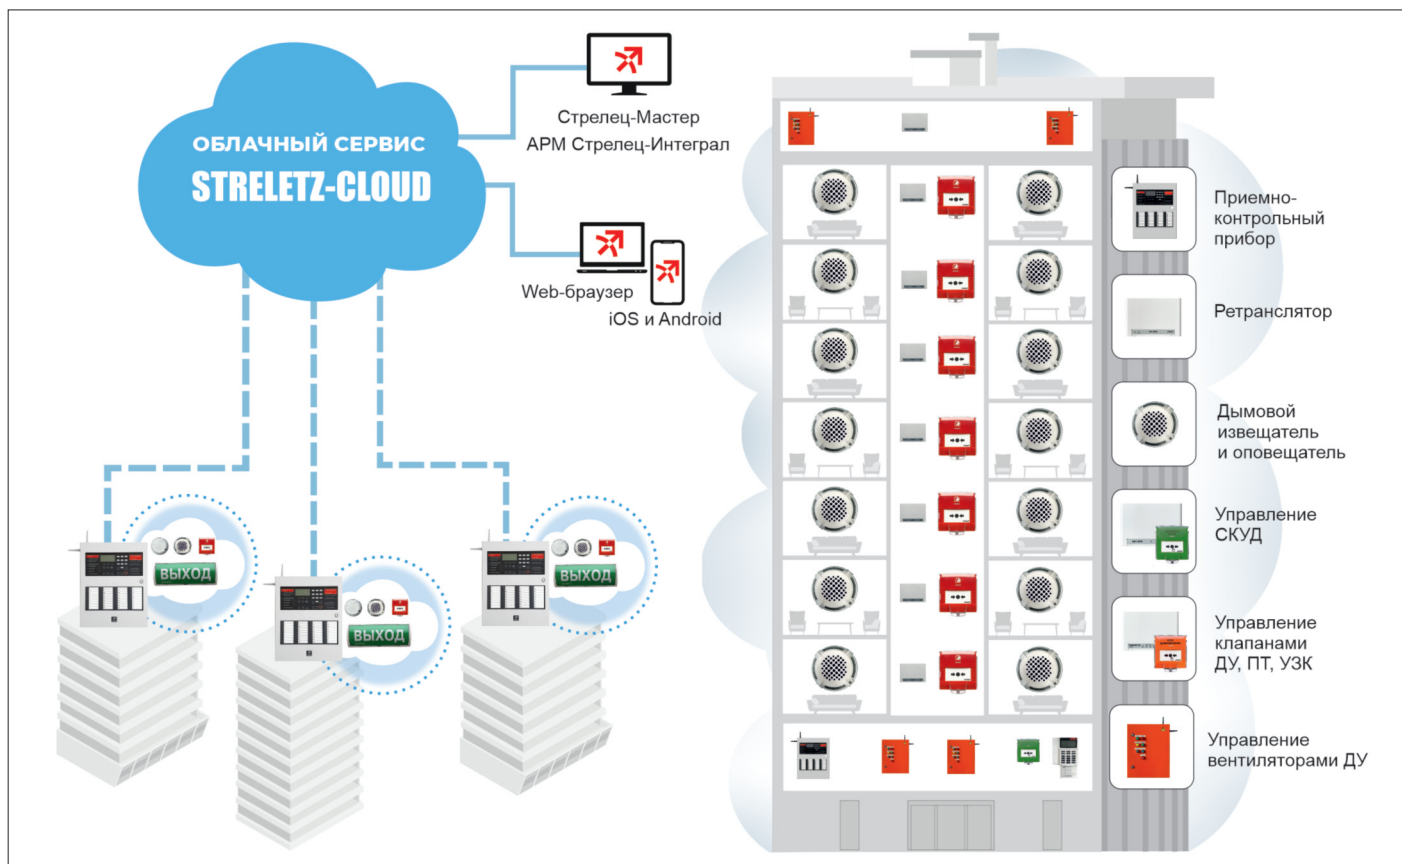 ОБЛАЧНЫЙ СЕРВИС
STRELETZ-CLOUD
Стрелец-Мастер
АРМ Стрелец-Интеграл
Web-браузер
iOS и Android
ВЫХОД
ВЫХОД
ВЫХОД
Приемно-
контрольный
прибор
Ретранслятор
Дымовой
извещатель
и оповещатель
Управление
СКУД
Управление
клапанами
ДУ, ПТ, УЗК
Управление
вентиляторами ДУ